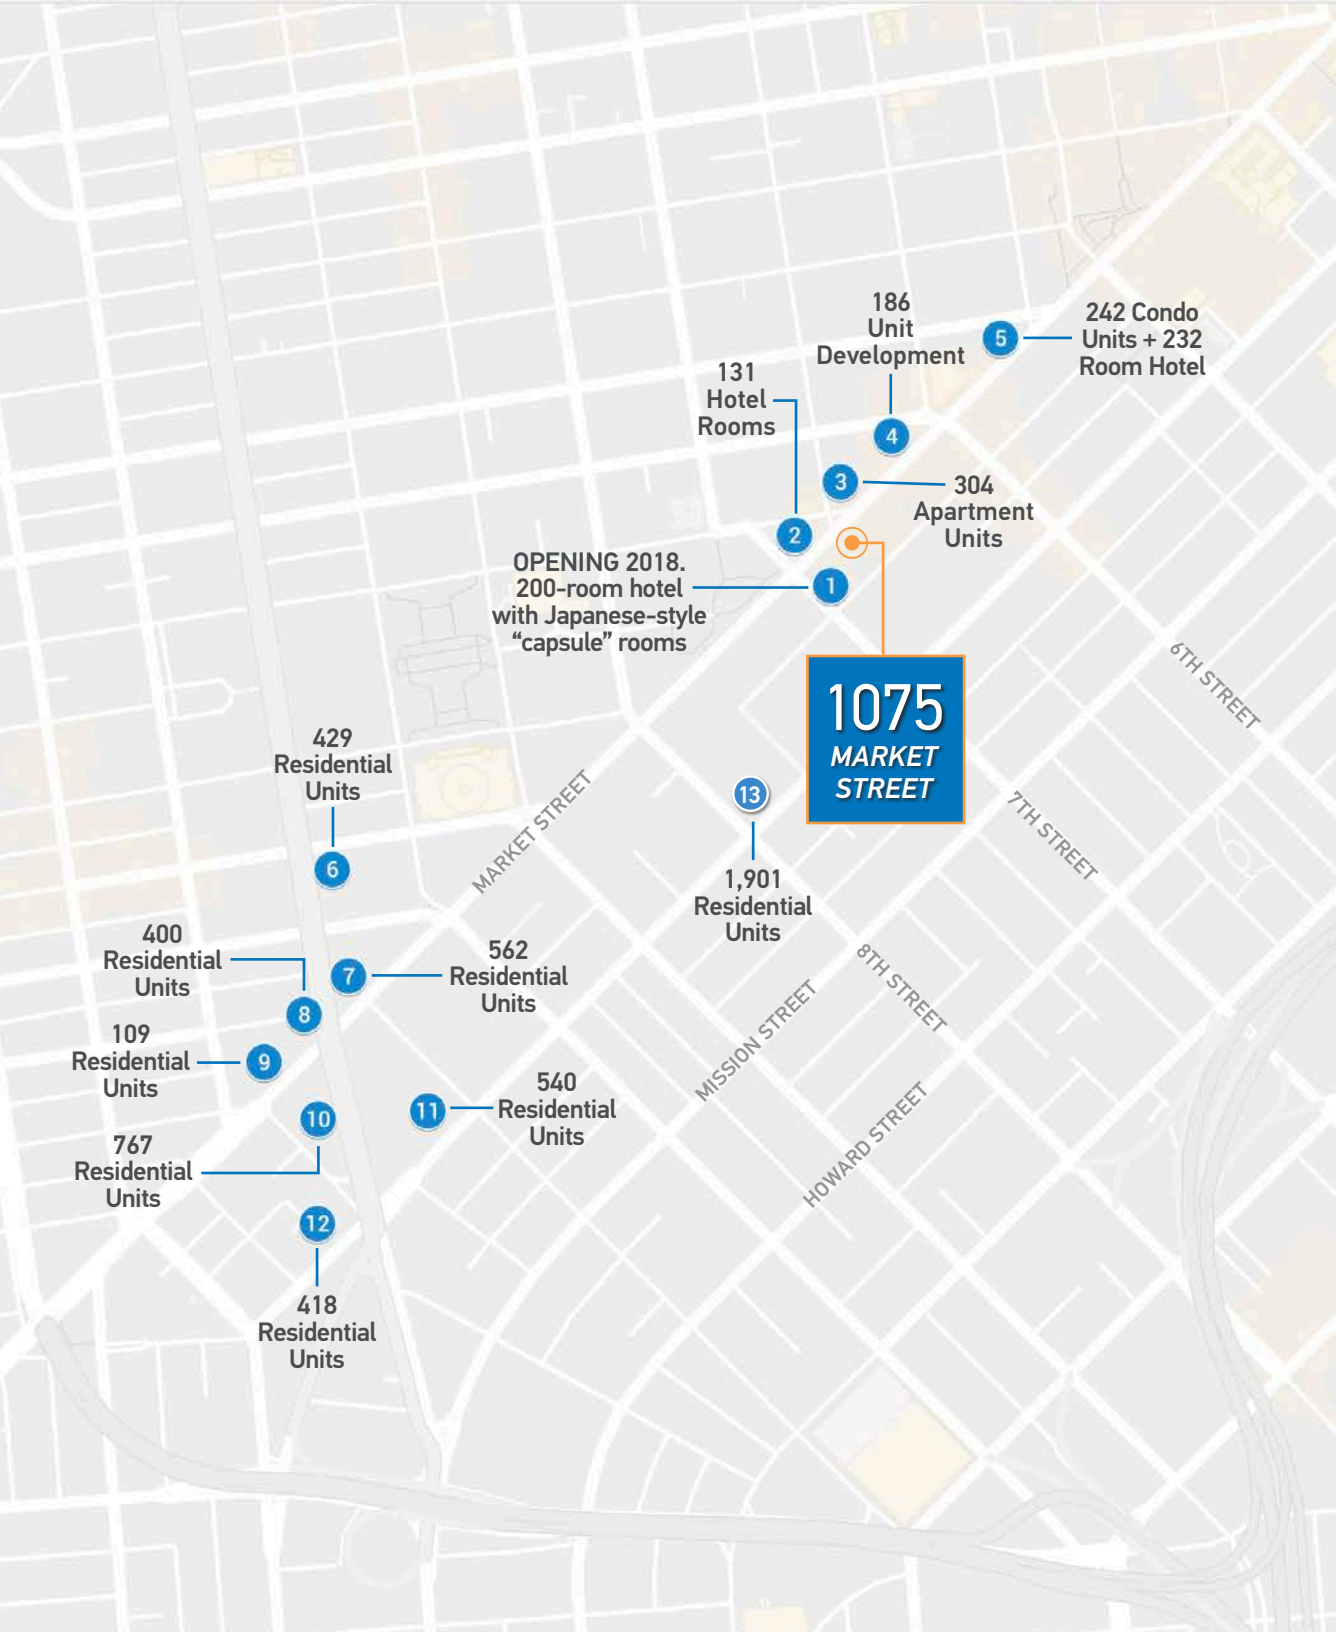 186
Unit
Development
5
242 Condo
Units + 232
Room Hotel
131
Hotel
Rooms
4
3
304
Apartment
Units
2
OPENING 2018.
200-room hotel
with Japanese-style
“capsule” rooms
1
1075
MARKET
STREET
6TH STREET
429
Residential
Units
6
MARKET STREET
13
1,901
Residential
Units
7TH STREET
400
Residential
Units
7
562
Residential
Units
8
8TH STREET
109
Residential
Units
9
MISSION STREET
10
11
540
Residential
Units
767
Residential
Units
HOWARD STREET
12
418
Residential
Units